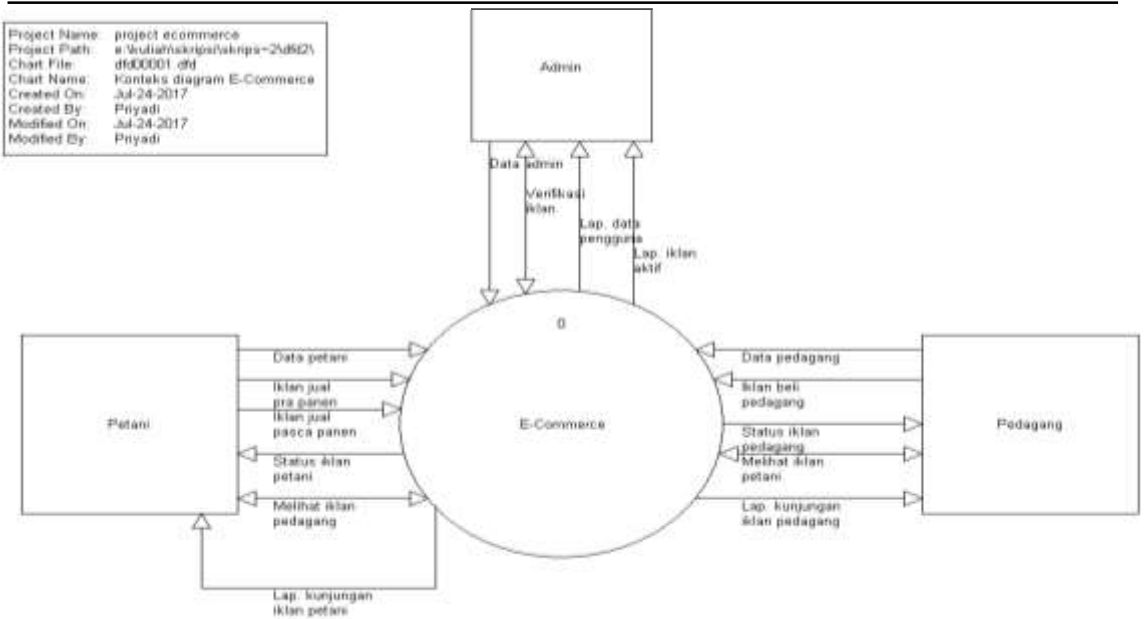 Project Name: project ecommerce
Project Path: e:\kuliah\skripsi\skrips~2\dfd2\
Chart File: dfd00001.dfd
Chart Name: Konteks diagram E-Commerce
Created On: Jul-24-2017
Created By: Priyadi
Modified On: Jul-24-2017
Modified By: Priyadi
Admin
Data admin
Verifikasi
iklan
Lap. data
pengguna
Lap. iklan
aktif
0
E-Commerce
Petani
Data petani
Iklan jual
pra panen
Iklan jual
pasca panen
Status iklan
petani
Melihat iklan
pedagang
Lap. kunjungan
iklan petani
Data pedagang
Iklan beli
pedagang
Status iklan
pedagang
Melihat iklan
petani
Lap. kunjungan
iklan pedagang
Pedagang